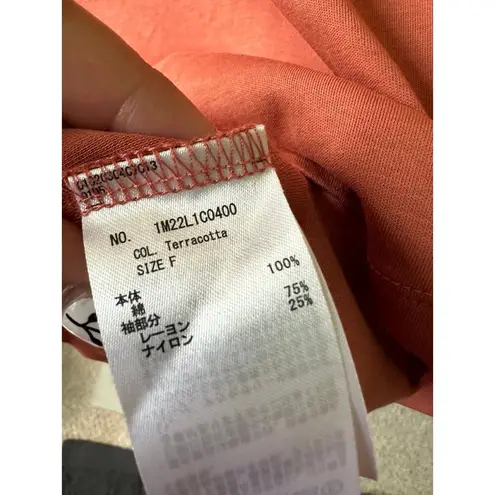 NO. 1M22L1C0400
COL. Terracotta
SIZE F
本体
綿 100%
袖部分
レーヨン 75%
ナイロン 25%